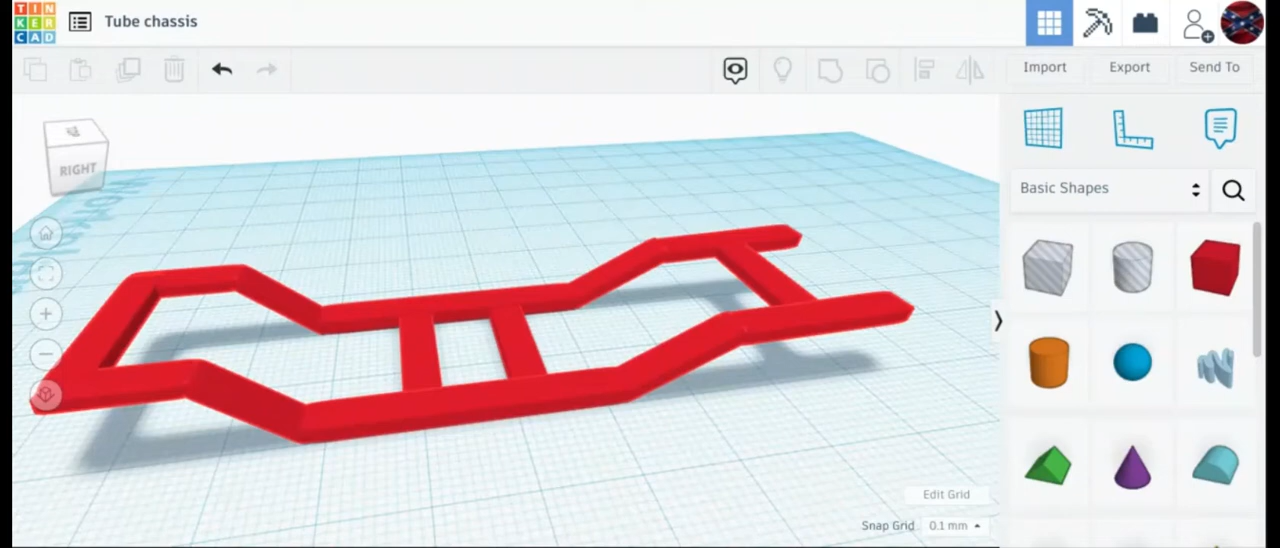 TIN
KER
CAD
Tube chassis
Import
Export
Send To
RIGHT
Basic Shapes
Edit Grid
Snap Grid 0.1 mm